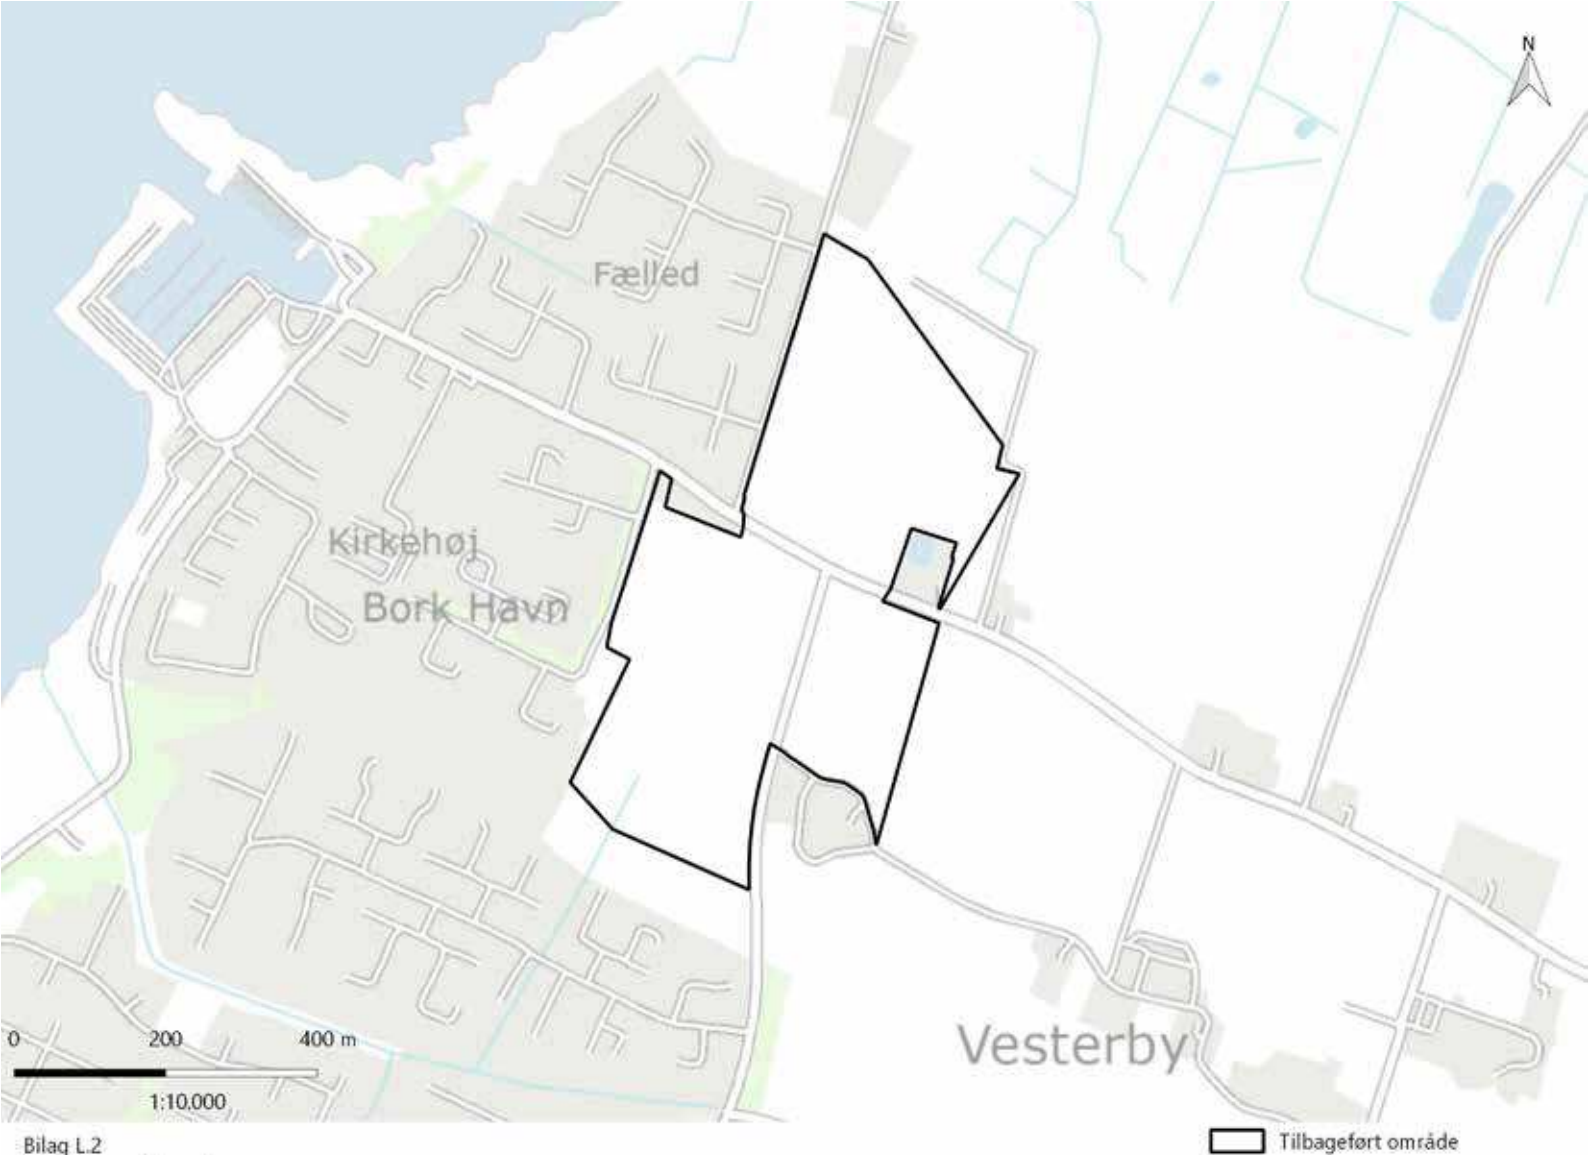 N
Fælled
Kirkehøj
Bork Havn
Vesterby
0 200 400 m
1:10.000
Bilag L.2
Tilbageført område